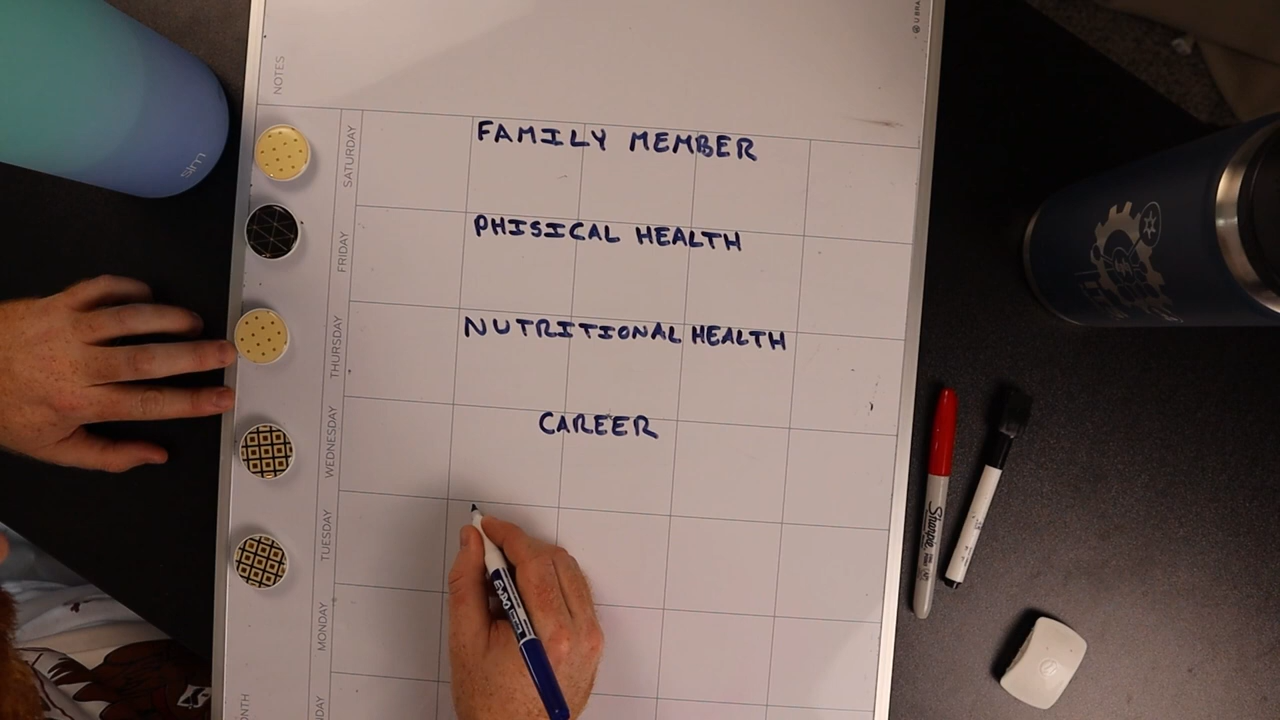 NOTES
FAMILY MEMBER
SATURDAY
PHISICAL HEALTH
FRIDAY
NUTRITIONAL HEALTH
THURSDAY
CAREER
WEDNESDAY
TUESDAY
MONDAY
EXPO
Sharpie